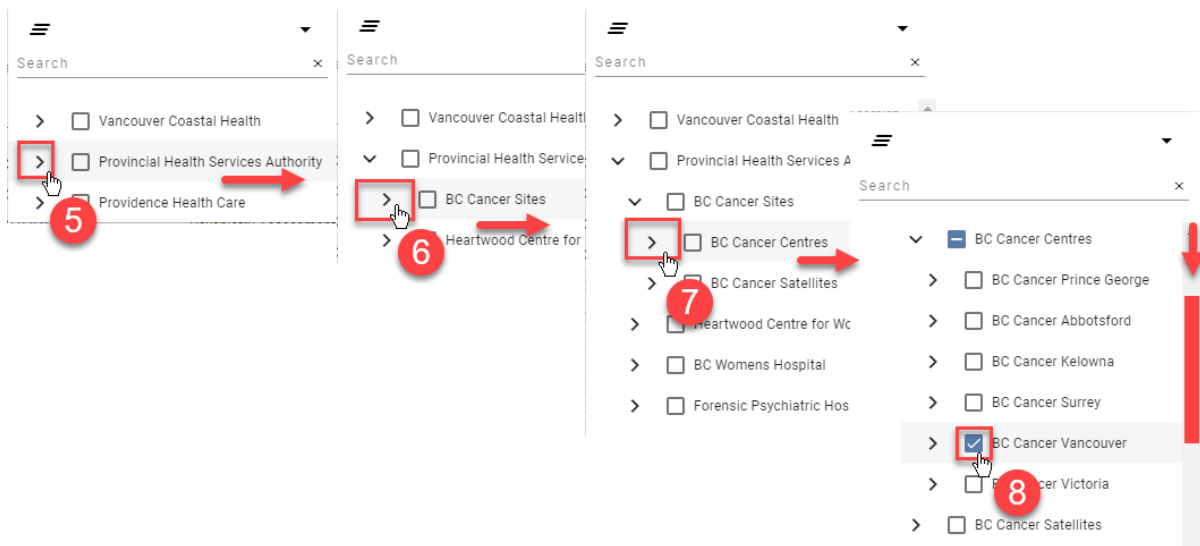 Search ×
Vancouver Coastal Health
Provincial Health Services Authority
Providence Health Care
5
Search
Vancouver Coastal Healt
Provincial Health Service
BC Cancer Sites
Heartwood Centre for
6
Search ×
Vancouver Coastal Health
Provincial Health Services A
BC Cancer Sites
BC Cancer Centres
BC Cancer Satellites
Heartwood Centre for Wo
BC Womens Hospital
Forensic Psychiatric Hos
7
Search ×
BC Cancer Centres
BC Cancer Prince George
BC Cancer Abbotsford
BC Cancer Kelowna
BC Cancer Surrey
BC Cancer Vancouver
cer Victoria
BC Cancer Satellites
8